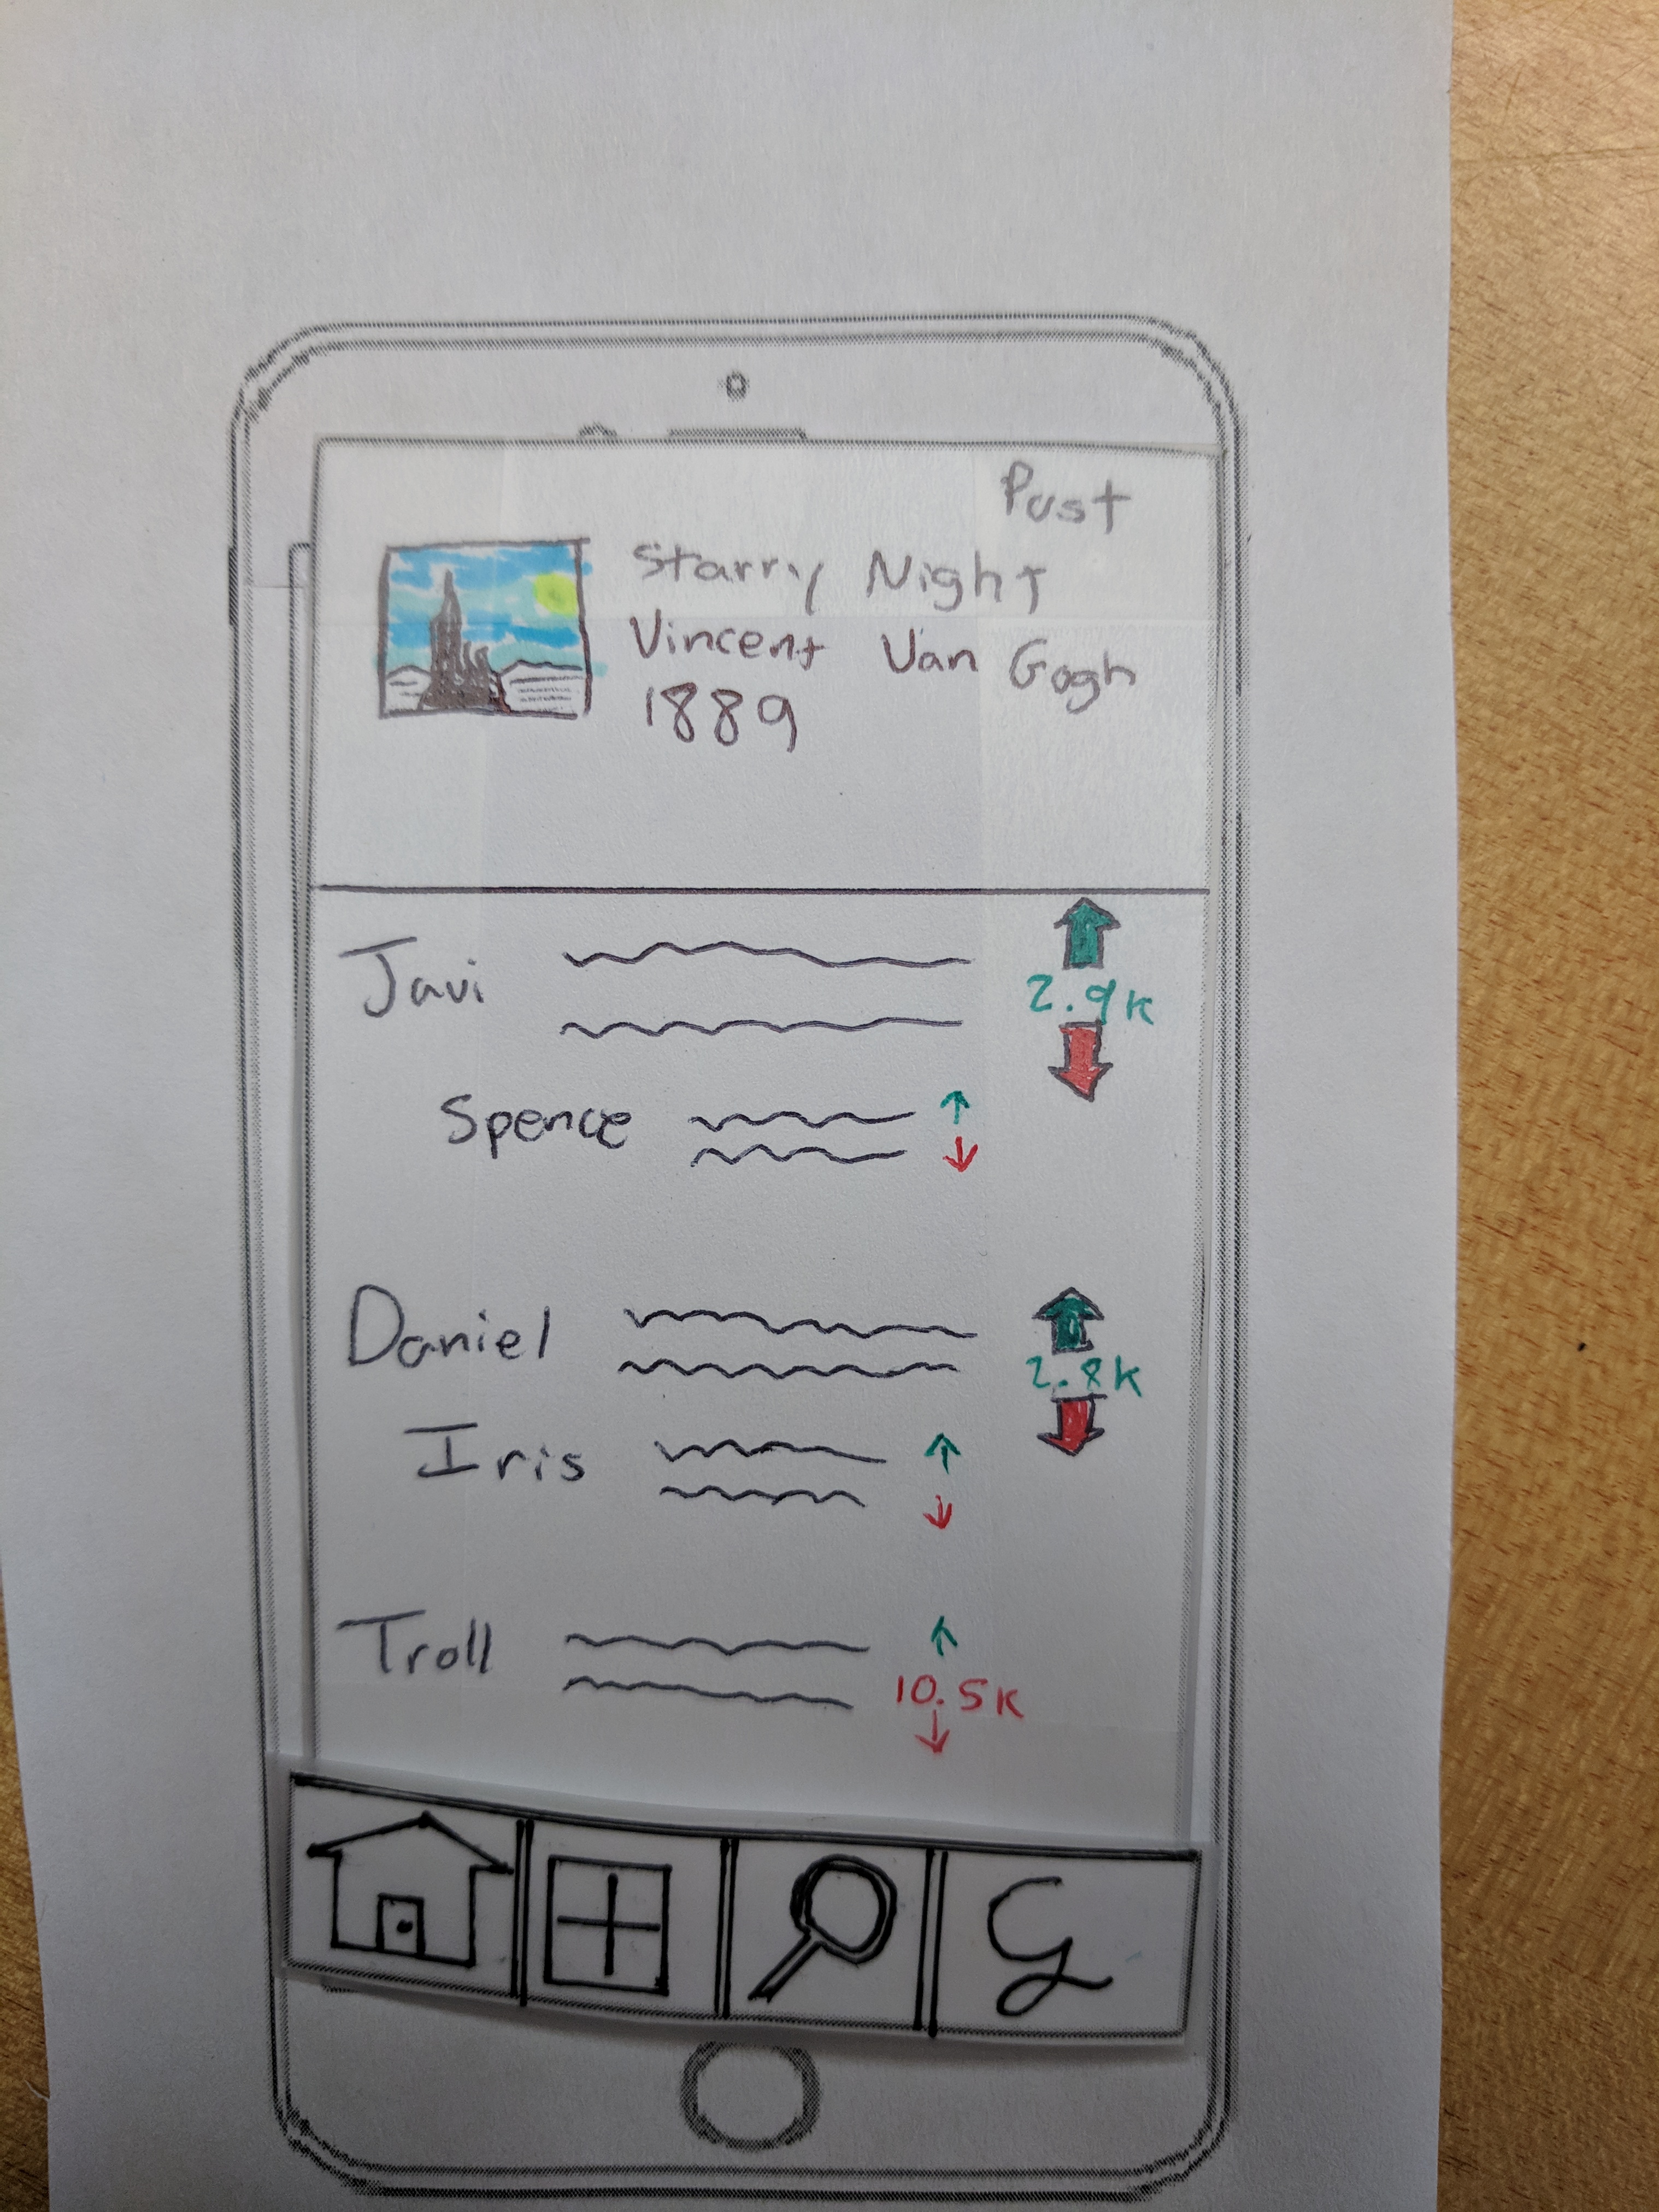 Post
Starry Night
Vincent Van Gogh
1889
Javi
2.9k
Spence
Daniel
2.8k
Iris
Troll
10.5k